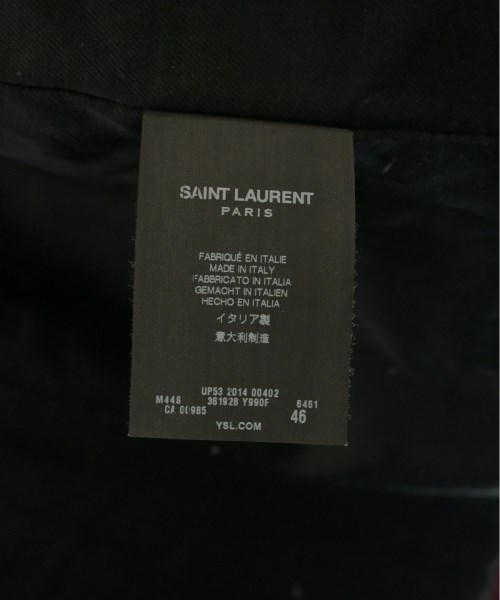 SAINT LAURENT
PARIS
FABRIQUÉ EN ITALIE
MADE IN ITALY
FABBRICATO IN ITALIA
GEMACHT IN ITALIEN
HECHO EN ITALIA
イタリア製
意大利制造
UP53 2014 00402
M448 361928 Y990F 6461
CA 00985 46
YSL.COM